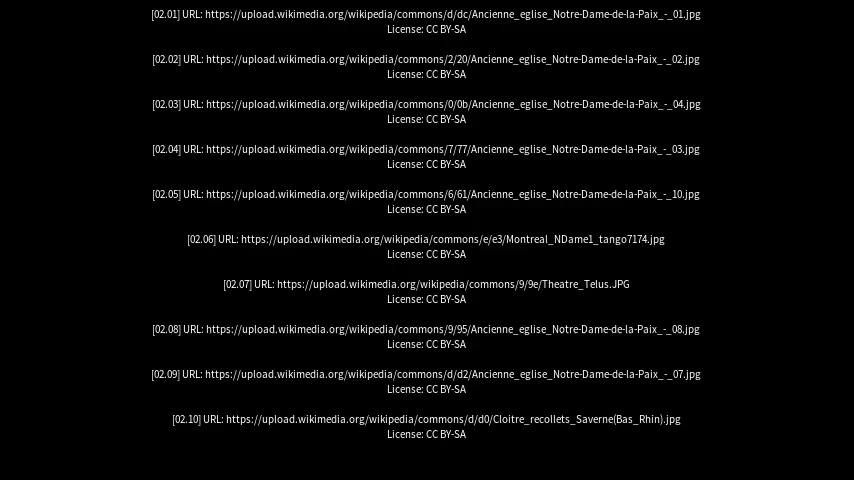 [02.01] URL: https://upload.wikimedia.org/wikipedia/commons/d/dc/Ancienne_eglise_Notre-Dame-de-la-Paix_-_01.jpg
License: CC BY-SA
[02.02] URL: https://upload.wikimedia.org/wikipedia/commons/2/20/Ancienne_eglise_Notre-Dame-de-la-Paix_-_02.jpg
License: CC BY-SA
[02.03] URL: https://upload.wikimedia.org/wikipedia/commons/0/0b/Ancienne_eglise_Notre-Dame-de-la-Paix_-_04.jpg
License: CC BY-SA
[02.04] URL: https://upload.wikimedia.org/wikipedia/commons/7/77/Ancienne_eglise_Notre-Dame-de-la-Paix_-_03.jpg
License: CC BY-SA
[02.05] URL: https://upload.wikimedia.org/wikipedia/commons/6/61/Ancienne_eglise_Notre-Dame-de-la-Paix_-_10.jpg
License: CC BY-SA
[02.06] URL: https://upload.wikimedia.org/wikipedia/commons/e/e3/Montreal_NDame1_tango7174.jpg
License: CC BY-SA
[02.07] URL: https://upload.wikimedia.org/wikipedia/commons/9/9e/Theatre_Telus.JPG
License: CC BY-SA
[02.08] URL: https://upload.wikimedia.org/wikipedia/commons/9/95/Ancienne_eglise_Notre-Dame-de-la-Paix_-_08.jpg
License: CC BY-SA
[02.09] URL: https://upload.wikimedia.org/wikipedia/commons/d/d2/Ancienne_eglise_Notre-Dame-de-la-Paix_-_07.jpg
License: CC BY-SA
[02.10] URL: https://upload.wikimedia.org/wikipedia/commons/d/d0/Cloitre_recollets_Saverne(Bas_Rhin).jpg
License: CC BY-SA